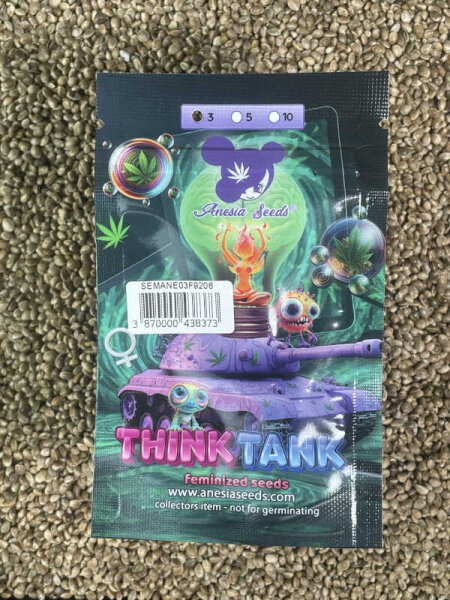 3 5 10
Anesia Seeds
SEMANE03F9206
3 870000 438373
THINK TANK
feminized seeds
www.anesiaseeds.com
collectors item - not for germinating